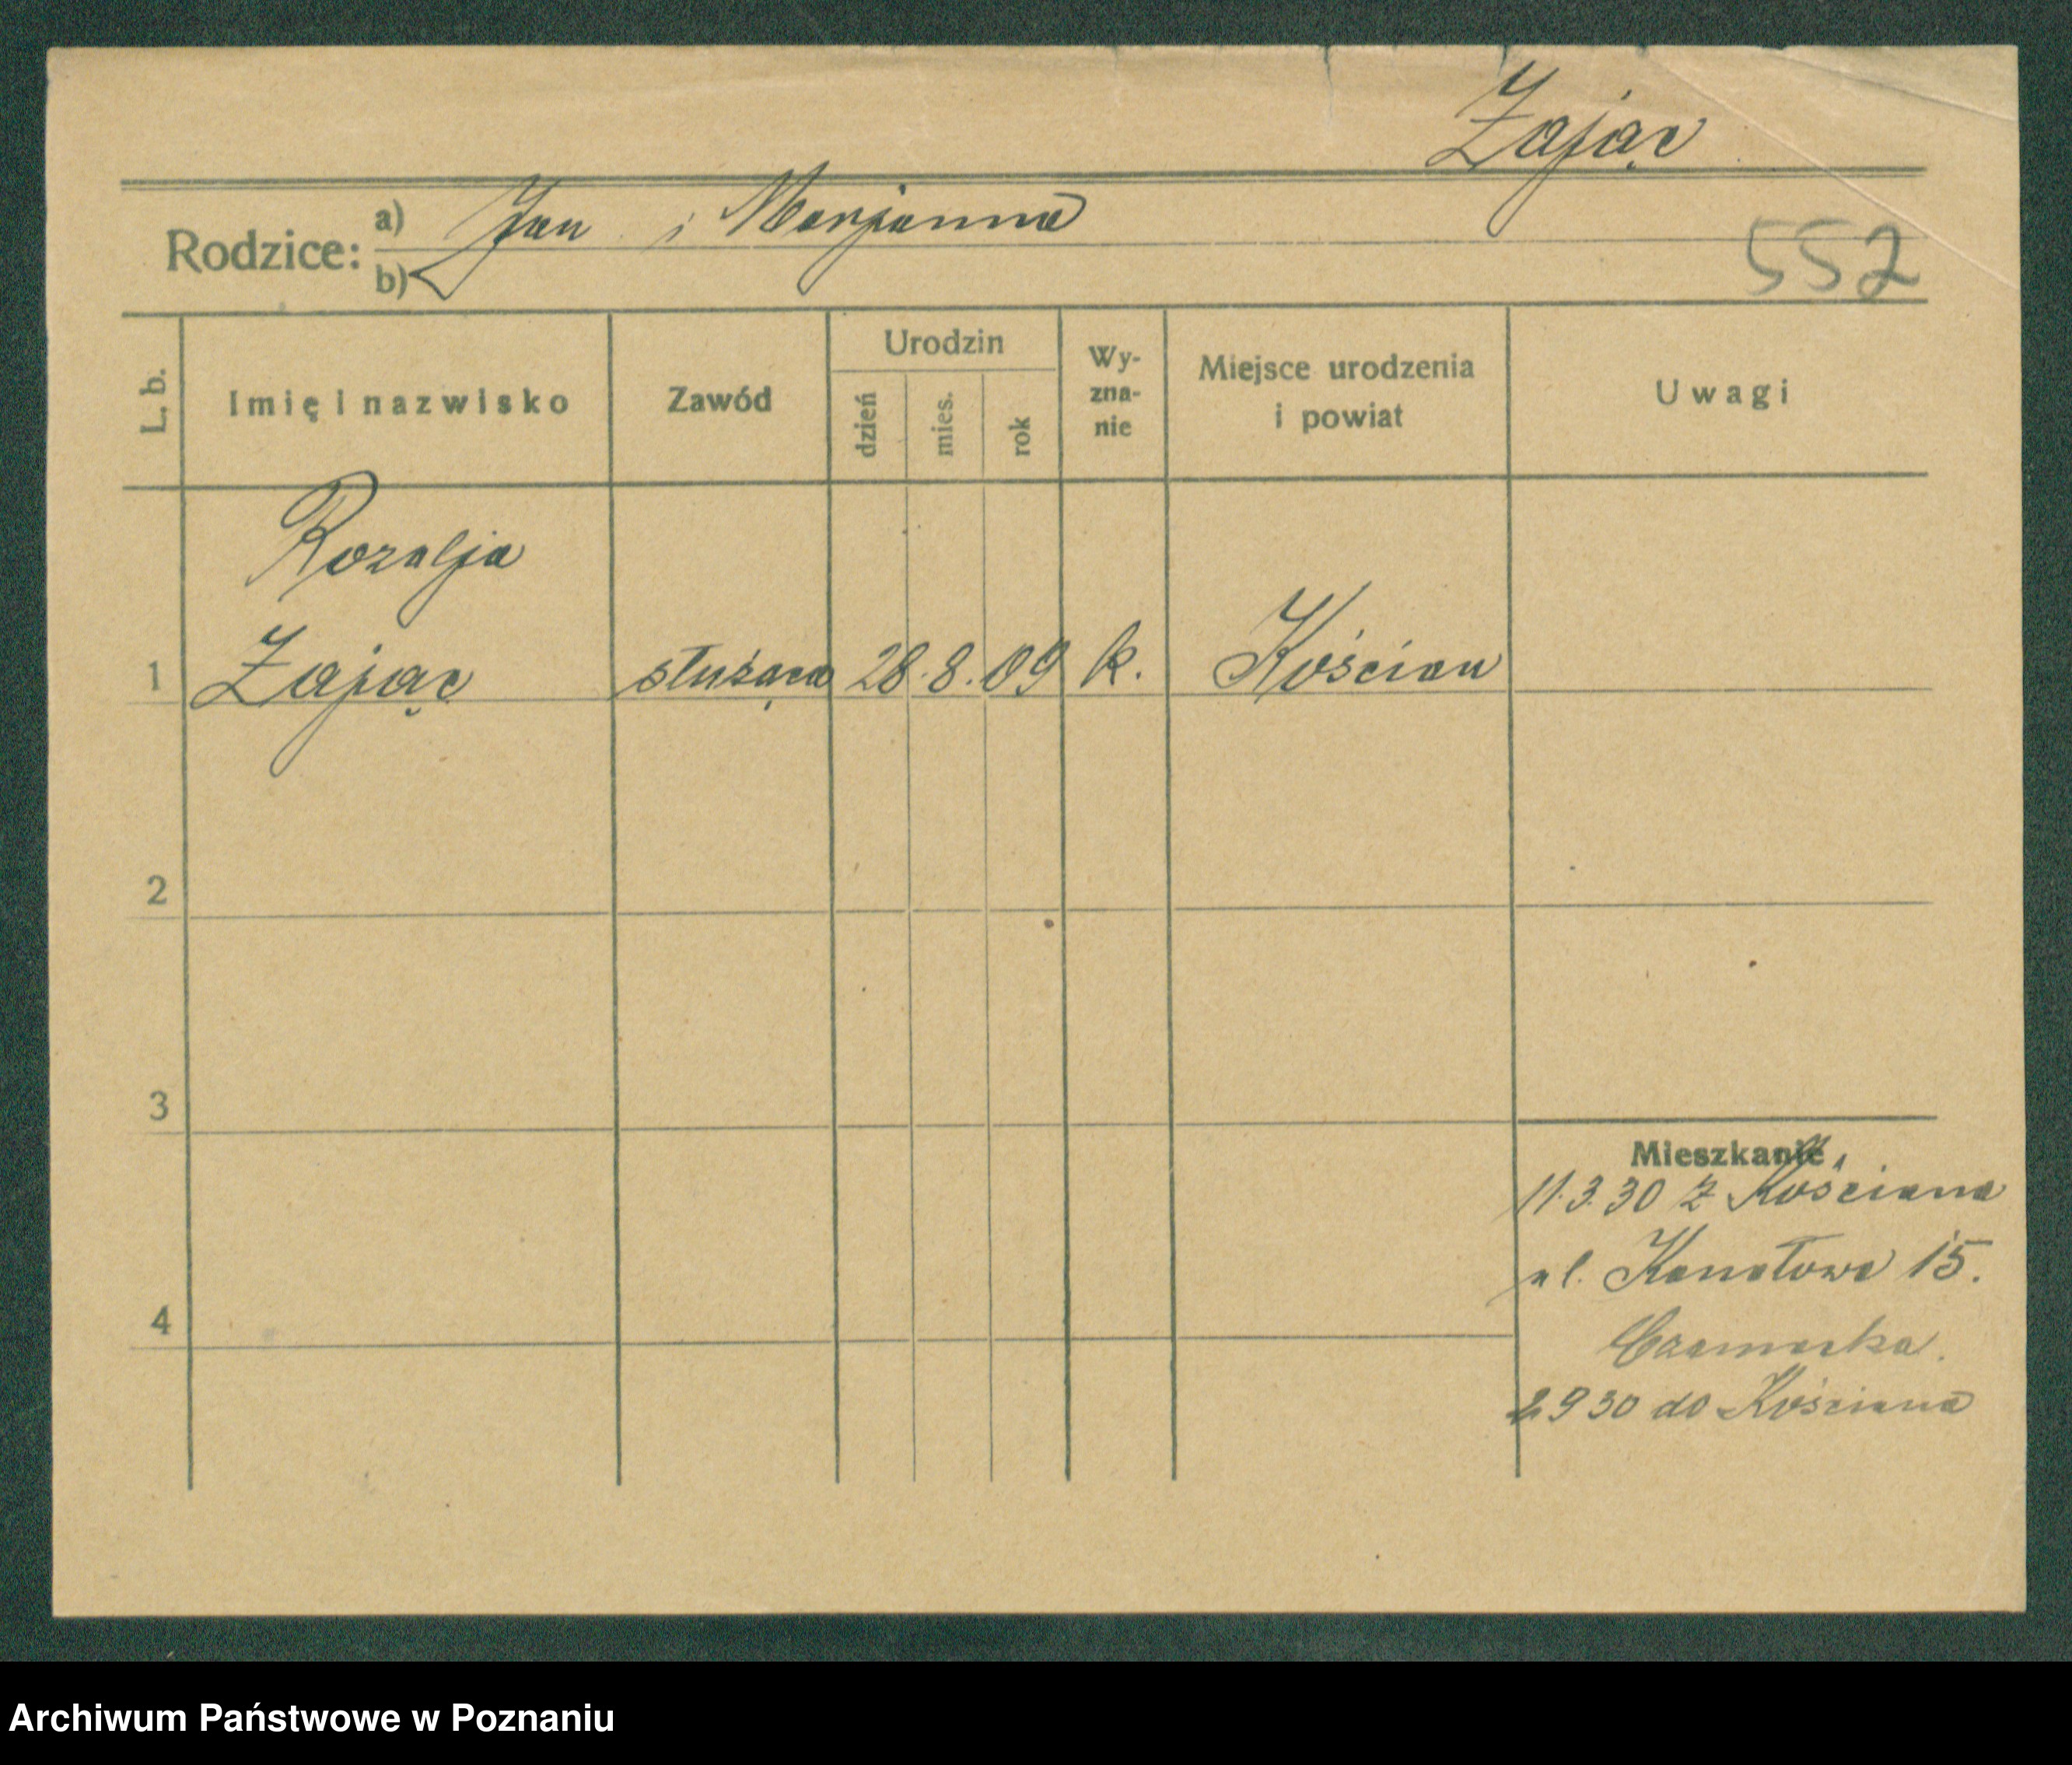 Zając
Rodzice: a) Jan i Marjanna
b)
552
L. b.
Imię i nazwisko
Zawód
Urodzin
dzień
mies.
rok
Wy-
zna-
nie
Miejsce urodzenia
i powiat
Uwagi
Rozalja
1 Zając służąca 28. 8. 09 k. Kościan
2
3
4
Mieszkanie
11.3.30 z Kościana
ul. Kanałowa 15.
2 9 30 do Kościana
Archiwum Państwowe w Poznaniu